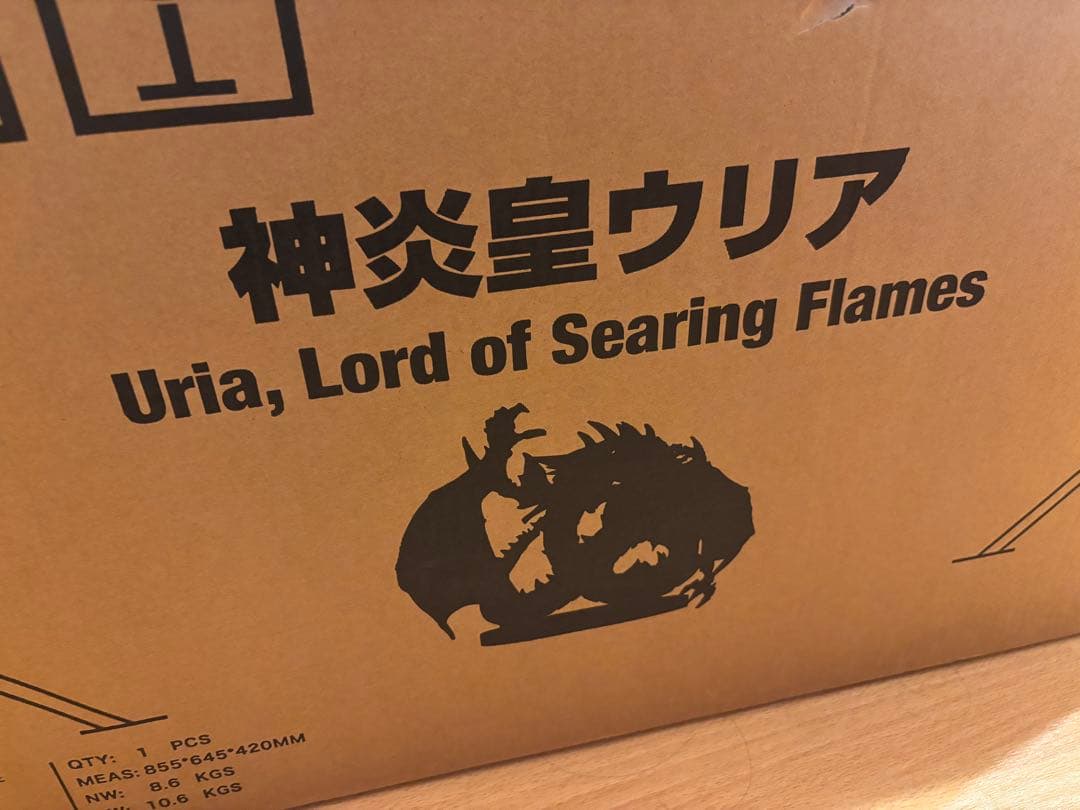 神炎皇ウリア
Uria, Lord of Searing Flames
QTY: 1 PCS
MEAS: 855*645*420MM
NW: 8.6 KGS
10.6 KGS